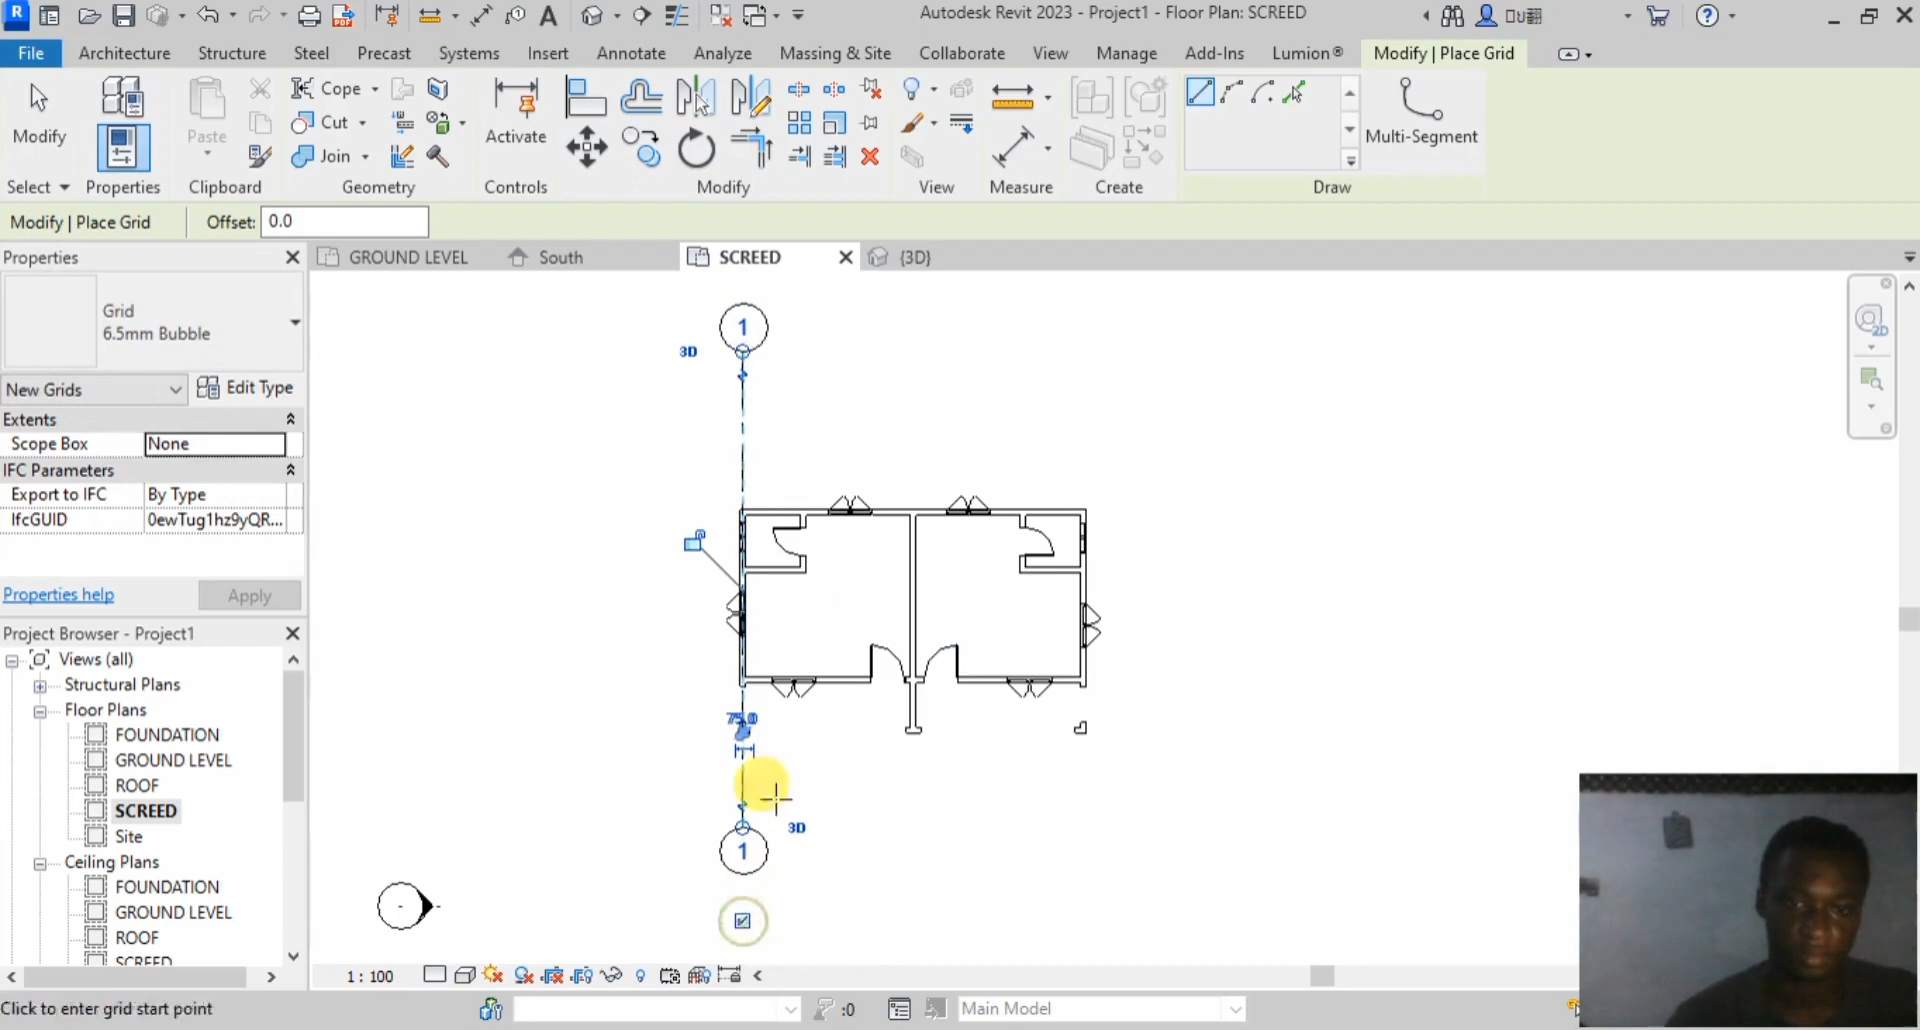 Autodesk Revit 2023 - Project1 - Floor Plan: SCREED
File Architecture Structure Steel Precast Systems Insert Annotate Analyze Massing & Site Collaborate View Manage Add-Ins Lumion® Modify | Place Grid
Modify Paste Cope Cut Join Activate Multi-Segment
Select Properties Clipboard Geometry Controls Modify View Measure Create Draw
Modify | Place Grid Offset: 0.0
Properties
GROUND LEVEL South SCREED {3D}
Grid
6.5mm Bubble
New Grids Edit Type
Extents
Scope Box None
IFC Parameters
Export to IFC By Type
IfcGUID 0ewTug1hz9yQR...
Properties help Apply
Project Browser - Project1
Views (all)
Structural Plans
Floor Plans
FOUNDATION
GROUND LEVEL
ROOF
SCREED
Site
Ceiling Plans
FOUNDATION
GROUND LEVEL
ROOF
SCREED
1
3D
75.0
3D
1
2D
1 : 100
Click to enter grid start point
:0
Main Model